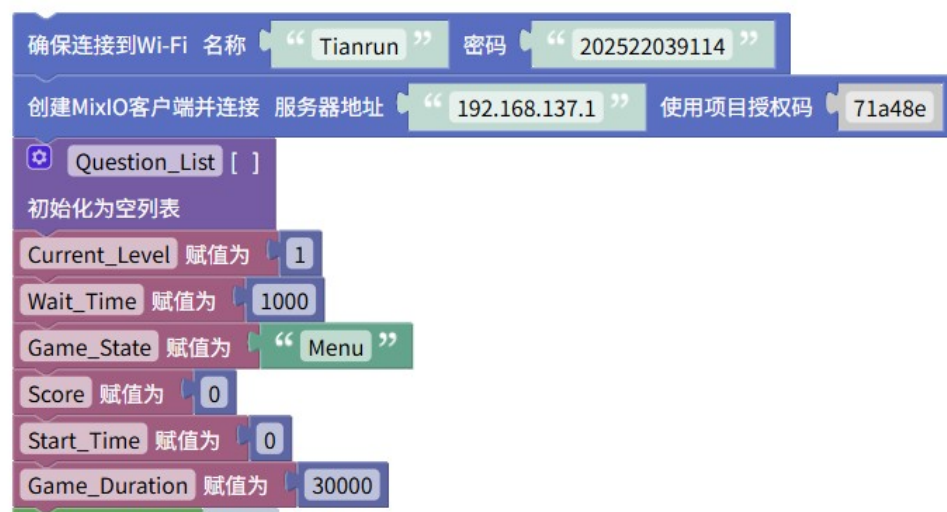 确保连接到Wi-Fi 名称 “ Tianrun ” 密码 “ 202522039114 ”
创建MixIO客户端并连接 服务器地址 “ 192.168.137.1 ” 使用项目授权码 71a48e
Question_List [ ]
初始化为空列表
Current_Level 赋值为 1
Wait_Time 赋值为 1000
Game_State 赋值为 “ Menu ”
Score 赋值为 0
Start_Time 赋值为 0
Game_Duration 赋值为 30000